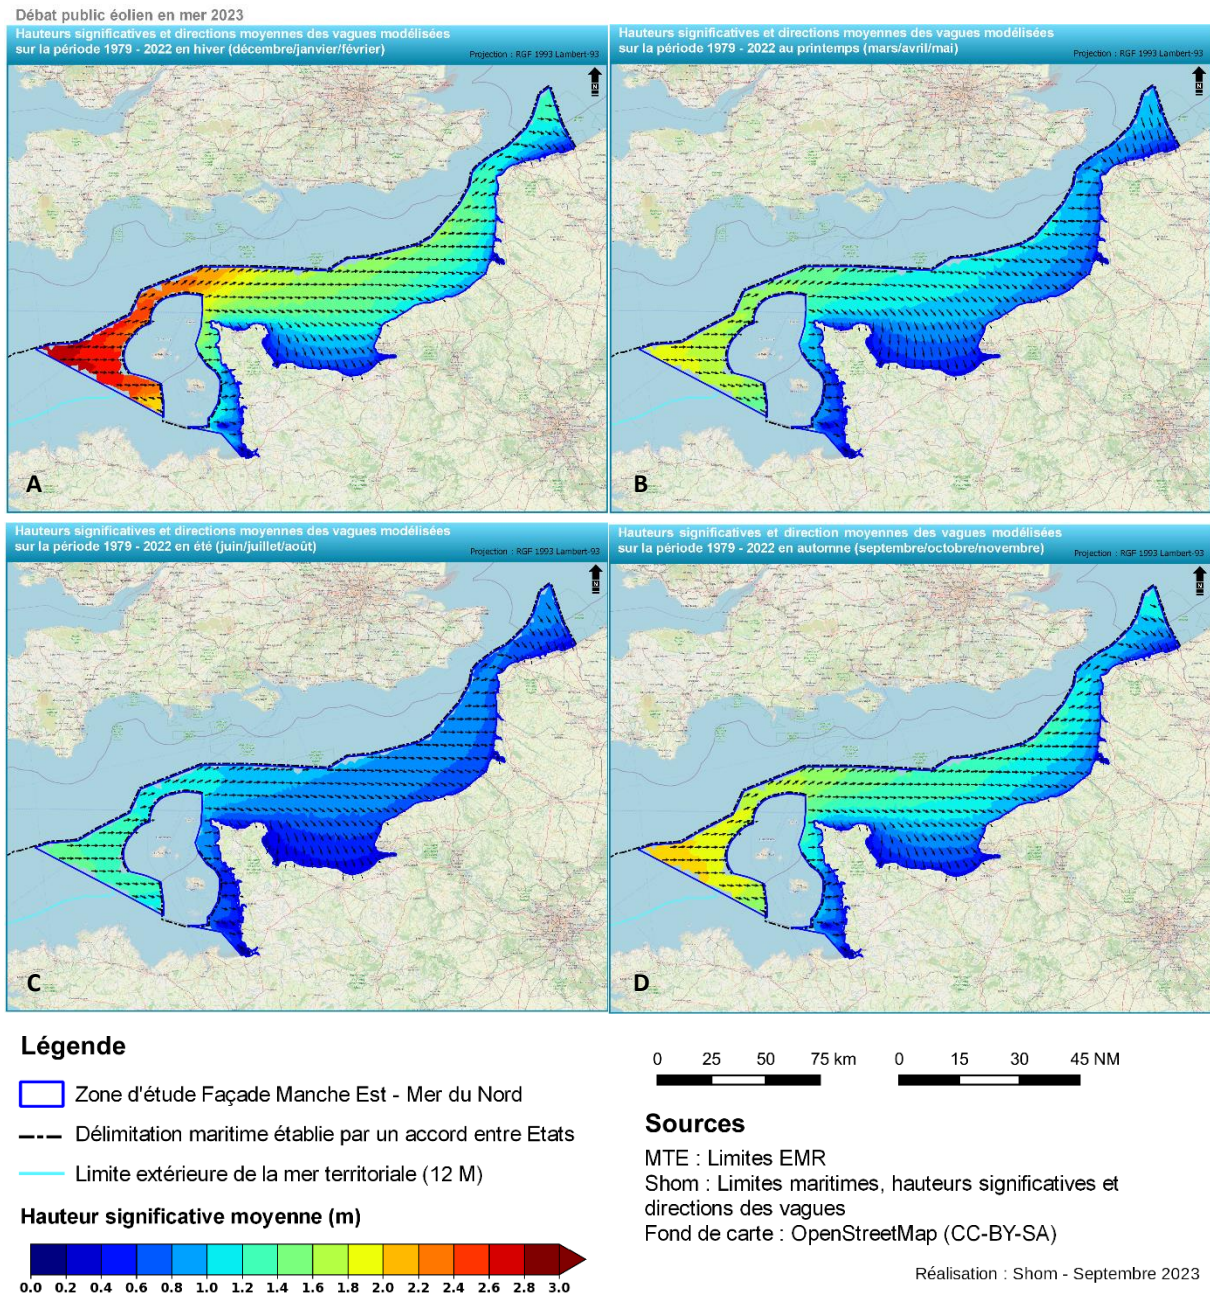 Débat public éolien en mer 2023
Hauteurs significatives et directions moyennes des vagues modélisées
sur la période 1979 - 2022 en hiver (décembre/janvier/février)
Projection : RGF 1993 Lambert-93
N
A
Hauteurs significatives et directions moyennes des vagues modélisées
sur la période 1979 - 2022 au printemps (mars/avril/mai)
Projection : RGF 1993 Lambert-93
N
B
Hauteurs significatives et directions moyennes des vagues modélisées
sur la période 1979 - 2022 en été (juin/juillet/août)
Projection : RGF 1993 Lambert-93
N
C
Hauteurs significatives et direction moyennes des vagues modélisées
sur la période 1979 - 2022 en automne (septembre/octobre/novembre)
Projection : RGF 1993 Lambert-93
N
D
Légende
Zone d'étude Façade Manche Est - Mer du Nord
Délimitation maritime établie par un accord entre Etats
Limite extérieure de la mer territoriale (12 M)
Hauteur significative moyenne (m)
0.0 0.2 0.4 0.6 0.8 1.0 1.2 1.4 1.6 1.8 2.0 2.2 2.4 2.6 2.8 3.0
0 25 50 75 km
0 15 30 45 NM
Sources
MTE : Limites EMR
Shom : Limites maritimes, hauteurs significatives et
directions des vagues
Fond de carte : OpenStreetMap (CC-BY-SA)
Réalisation : Shom - Septembre 2023